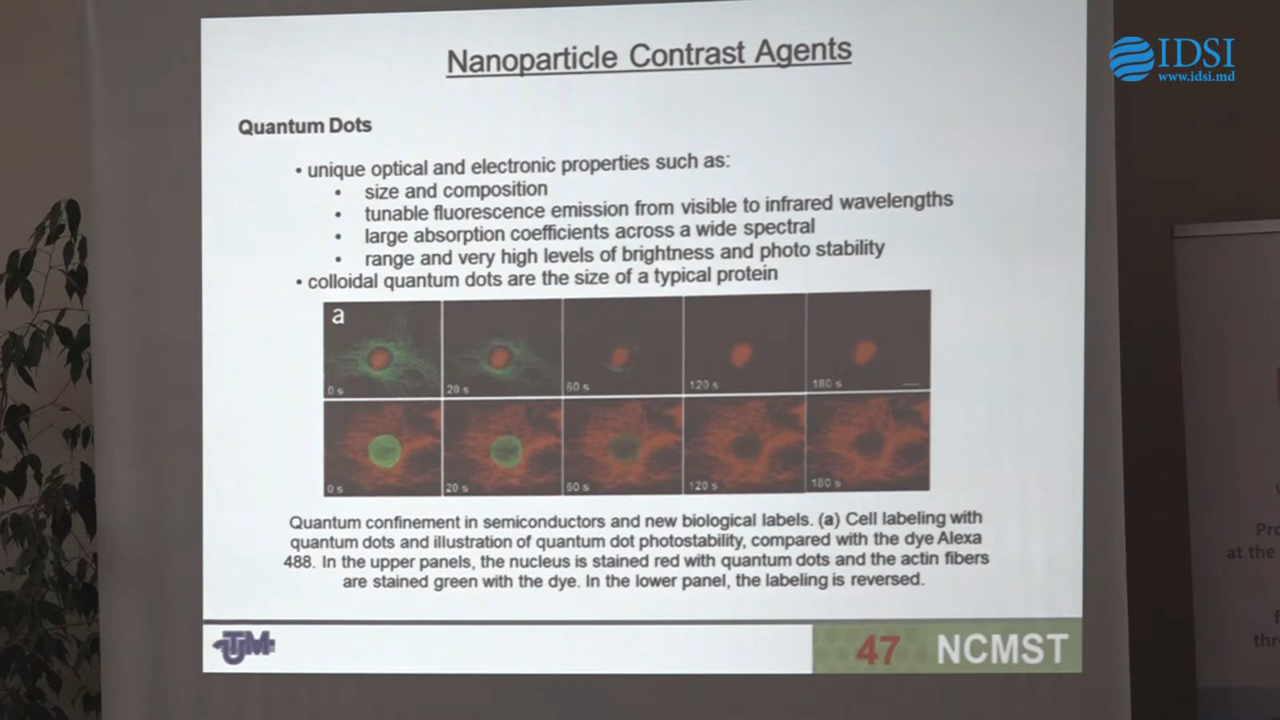 Nanoparticle Contrast Agents
IDSI
www.idsi.md
Quantum Dots
• unique optical and electronic properties such as:
• size and composition
• tunable fluorescence emission from visible to infrared wavelengths
• large absorption coefficients across a wide spectral
• range and very high levels of brightness and photo stability
• colloidal quantum dots are the size of a typical protein
a
0 s 20 s 60 s 120 s 180 s
0 s 20 s 60 s 120 s 180 s
Quantum confinement in semiconductors and new biological labels. (a) Cell labeling with
quantum dots and illustration of quantum dot photostability, compared with the dye Alexa
488. In the upper panels, the nucleus is stained red with quantum dots and the actin fibers
are stained green with the dye. In the lower panel, the labeling is reversed.
UTM
47 NCMST
at the